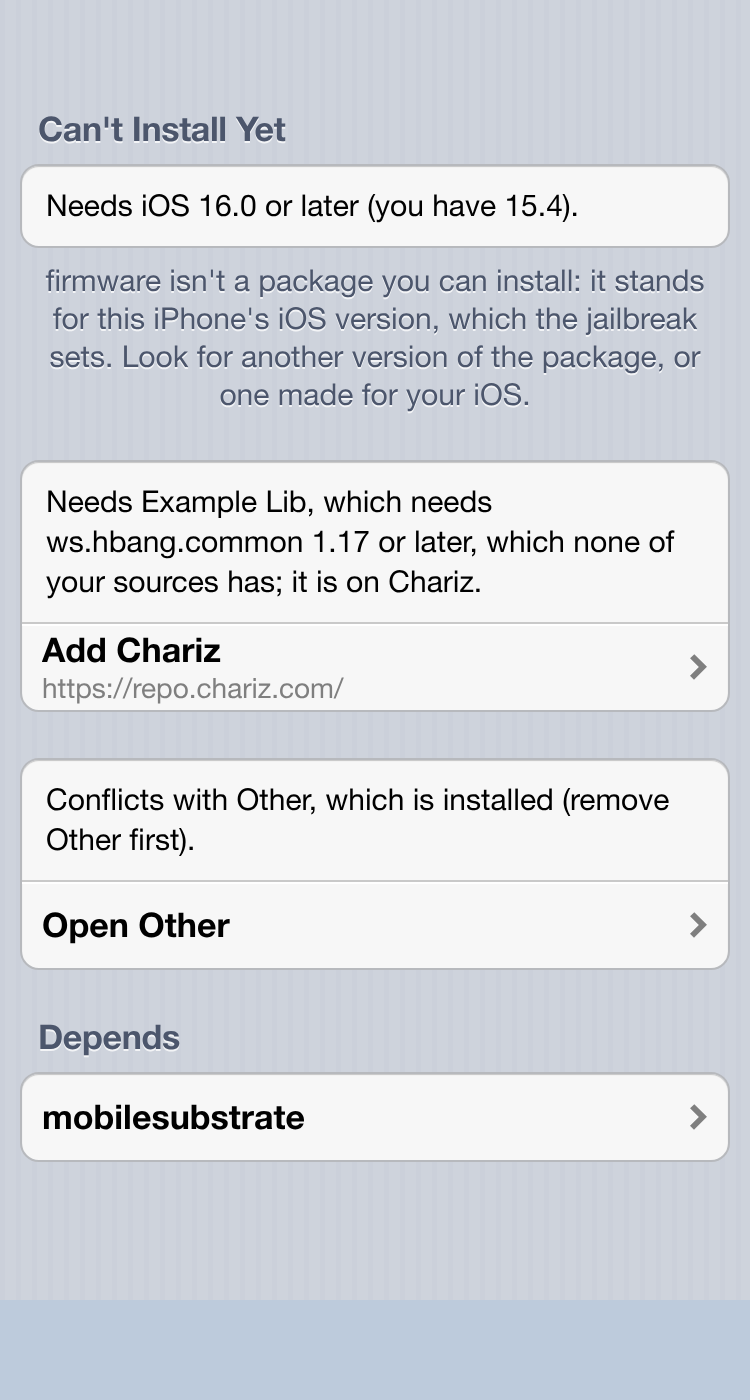 Can't Install Yet
Needs iOS 16.0 or later (you have 15.4).
firmware isn't a package you can install: it stands
for this iPhone's iOS version, which the jailbreak
sets. Look for another version of the package, or
one made for your iOS.
Needs Example Lib, which needs
ws.hbang.common 1.17 or later, which none of
your sources has; it is on Chariz.
Add Chariz
https://repo.chariz.com/
Conflicts with Other, which is installed (remove
Other first).
Open Other
Depends
mobilesubstrate